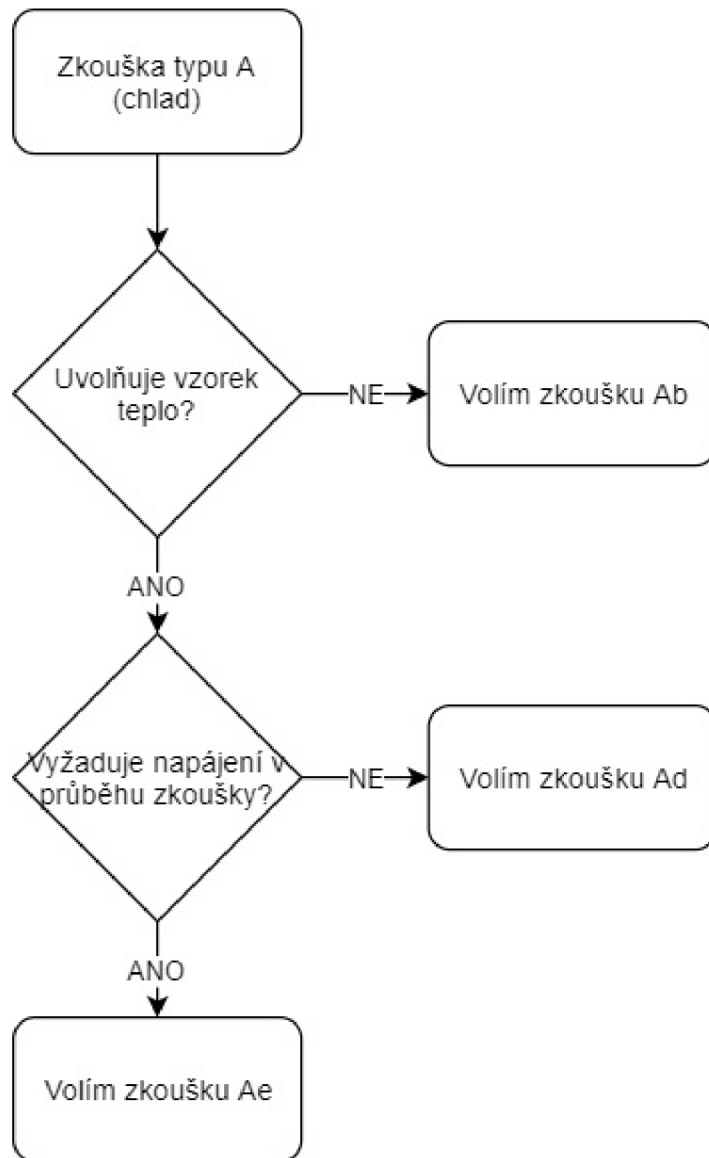 Zkouška typu A
(chlad)
Uvolňuje vzorek
teplo?
NE
Volím zkoušku Ab
ANO
Vyžaduje napájení v
průběhu zkoušky?
NE
Volím zkoušku Ad
ANO
Volím zkoušku Ae